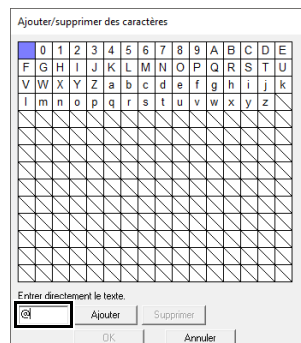 Ajouter/supprimer des caractères
0 1 2 3 4 5 6 7 8 9 A B C D E
F G H I J K L M N O P Q R S T U
V W X Y Z a b c d e f g h i j k
l m n o p q r s t u v w x y z
Entrer directement le texte.
@ Ajouter Supprimer
OK Annuler